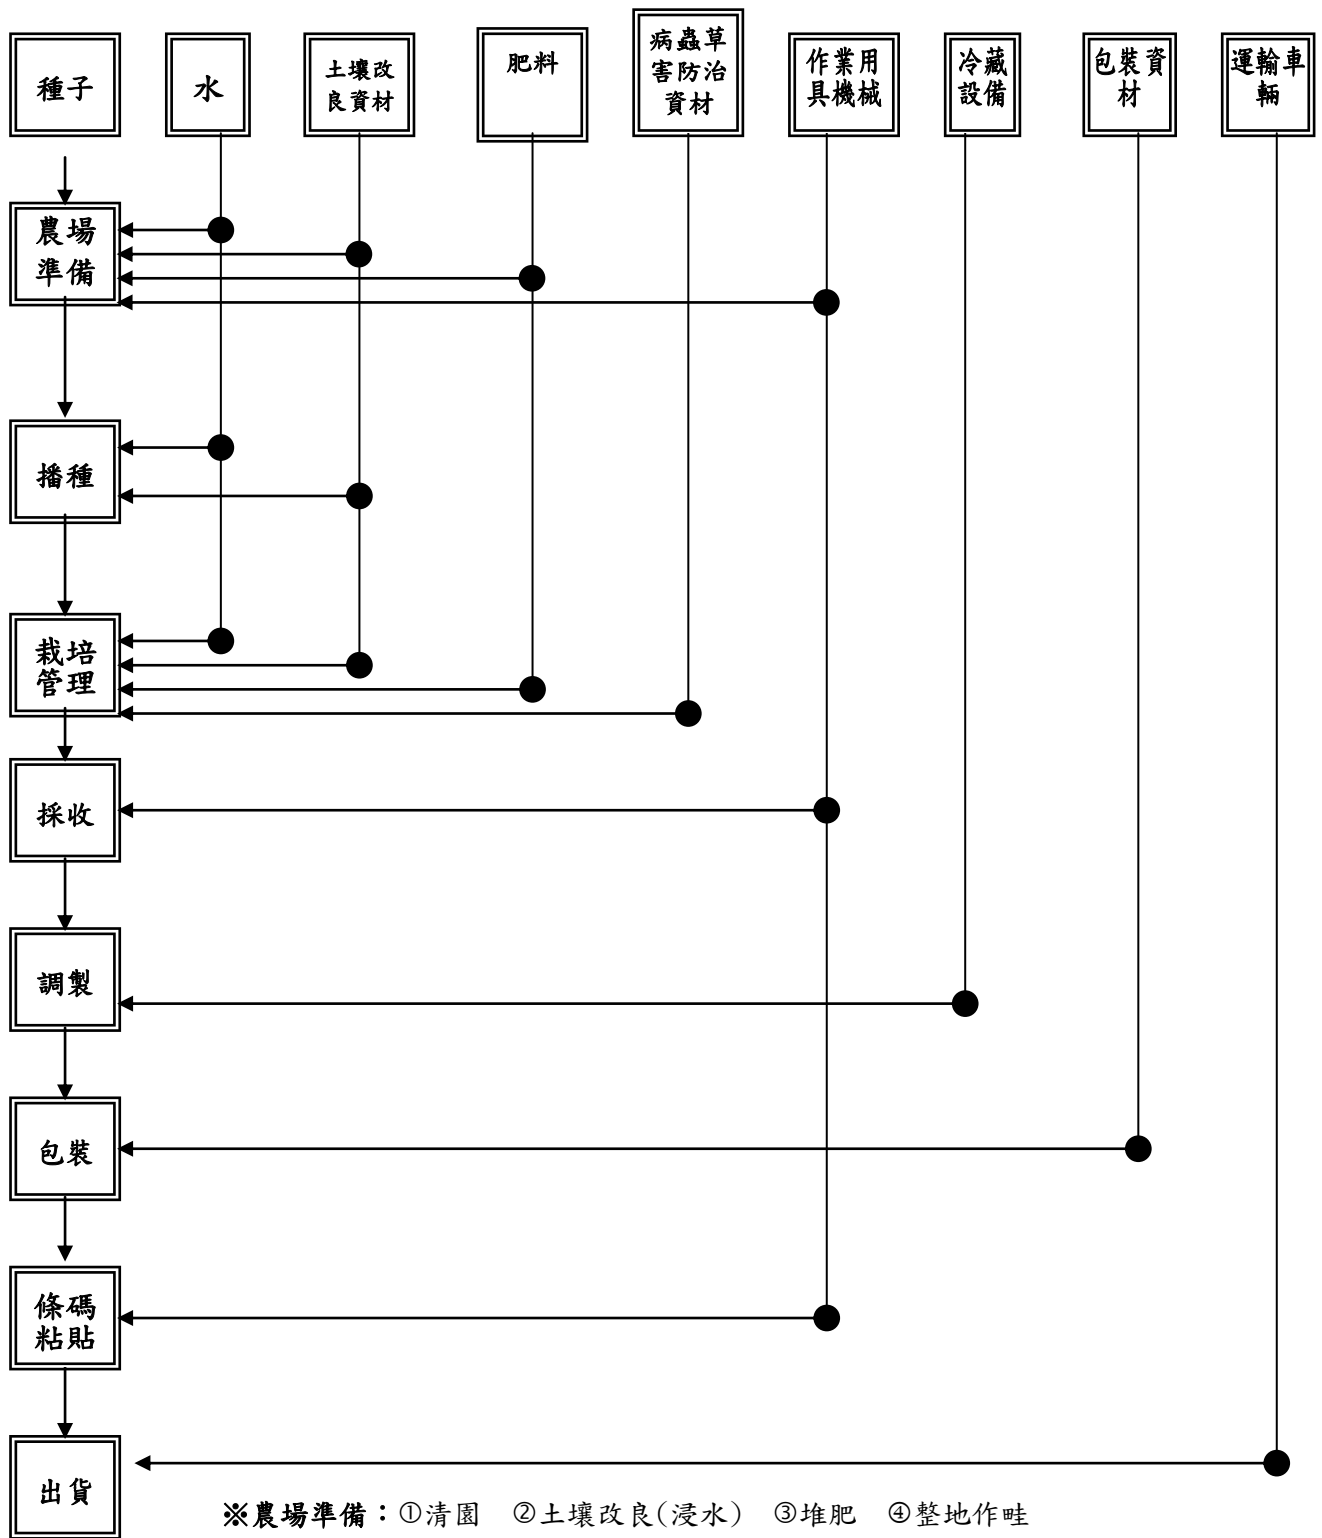 種子
水
土壤改
良資材
肥料
病蟲草
害防治
資材
作業用
具機械
冷藏
設備
包裝資
材
運輸車
輛
農場
準備
播種
栽培
管理
採收
調製
包裝
條碼
粘貼
出貨
※農場準備：①清園 ②土壤改良(浸水) ③堆肥 ④整地作畦